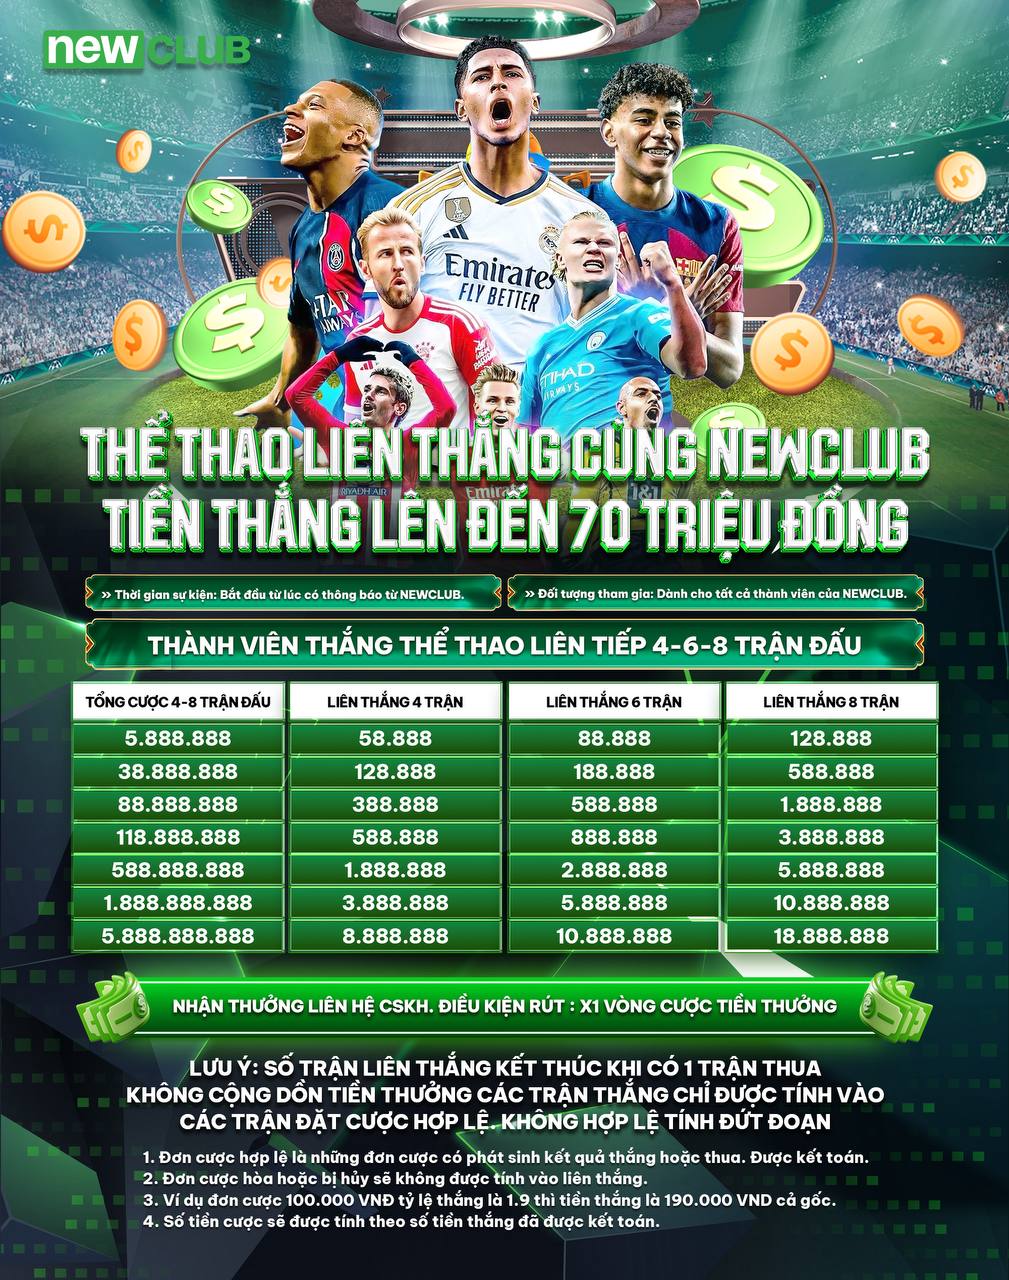 new CLUB
PSG
QATAR
AIRWAYS
Emirates
FLY BETTER
ETIHAD
AIRWAYS
THỂ THAO LIÊN THẮNG CÙNG NEWCLUB
RIYADH AIR
Emirates
1&1
TIỀN THẮNG LÊN ĐẾN 70 TRIỆU ĐỒNG
» Thời gian sự kiện: Bắt đầu từ lúc có thông báo từ NEWCLUB.
» Đối tượng tham gia: Dành cho tất cả thành viên của NEWCLUB.
THÀNH VIÊN THẮNG THỂ THAO LIÊN TIẾP 4-6-8 TRẬN ĐẤU
TỔNG CƯỢC 4-8 TRẬN ĐẤU LIÊN THẮNG 4 TRẬN LIÊN THẮNG 6 TRẬN LIÊN THẮNG 8 TRẬN
5.888.888 58.888 88.888 128.888
38.888.888 128.888 188.888 588.888
88.888.888 388.888 588.888 1.888.888
118.888.888 588.888 888.888 3.888.888
588.888.888 1.888.888 2.888.888 5.888.888
1.888.888.888 3.888.888 5.888.888 10.888.888
5.888.888.888 8.888.888 10.888.888 18.888.888
NHẬN THƯỞNG LIÊN HỆ CSKH. ĐIỀU KIỆN RÚT : X1 VÒNG CƯỢC TIỀN THƯỞNG
LƯU Ý: SỐ TRẬN LIÊN THẮNG KẾT THÚC KHI CÓ 1 TRẬN THUA
KHÔNG CỘNG DỒN TIỀN THƯỞNG CÁC TRẬN THẮNG CHỈ ĐƯỢC TÍNH VÀO
CÁC TRẬN ĐẶT CƯỢC HỢP LỆ. KHÔNG HỢP LỆ TÍNH ĐỨT ĐOẠN
1. Đơn cược hợp lệ là những đơn cược có phát sinh kết quả thắng hoặc thua. Được kết toán.
2. Đơn cược hòa hoặc bị hủy sẽ không được tính vào liên thắng.
3. Ví dụ đơn cược 100.000 VNĐ tỷ lệ thắng là 1.9 thì tiền thắng là 190.000 VND cả gốc.
4. Số tiền cược sẽ được tính theo số tiền thắng đã được kết toán.